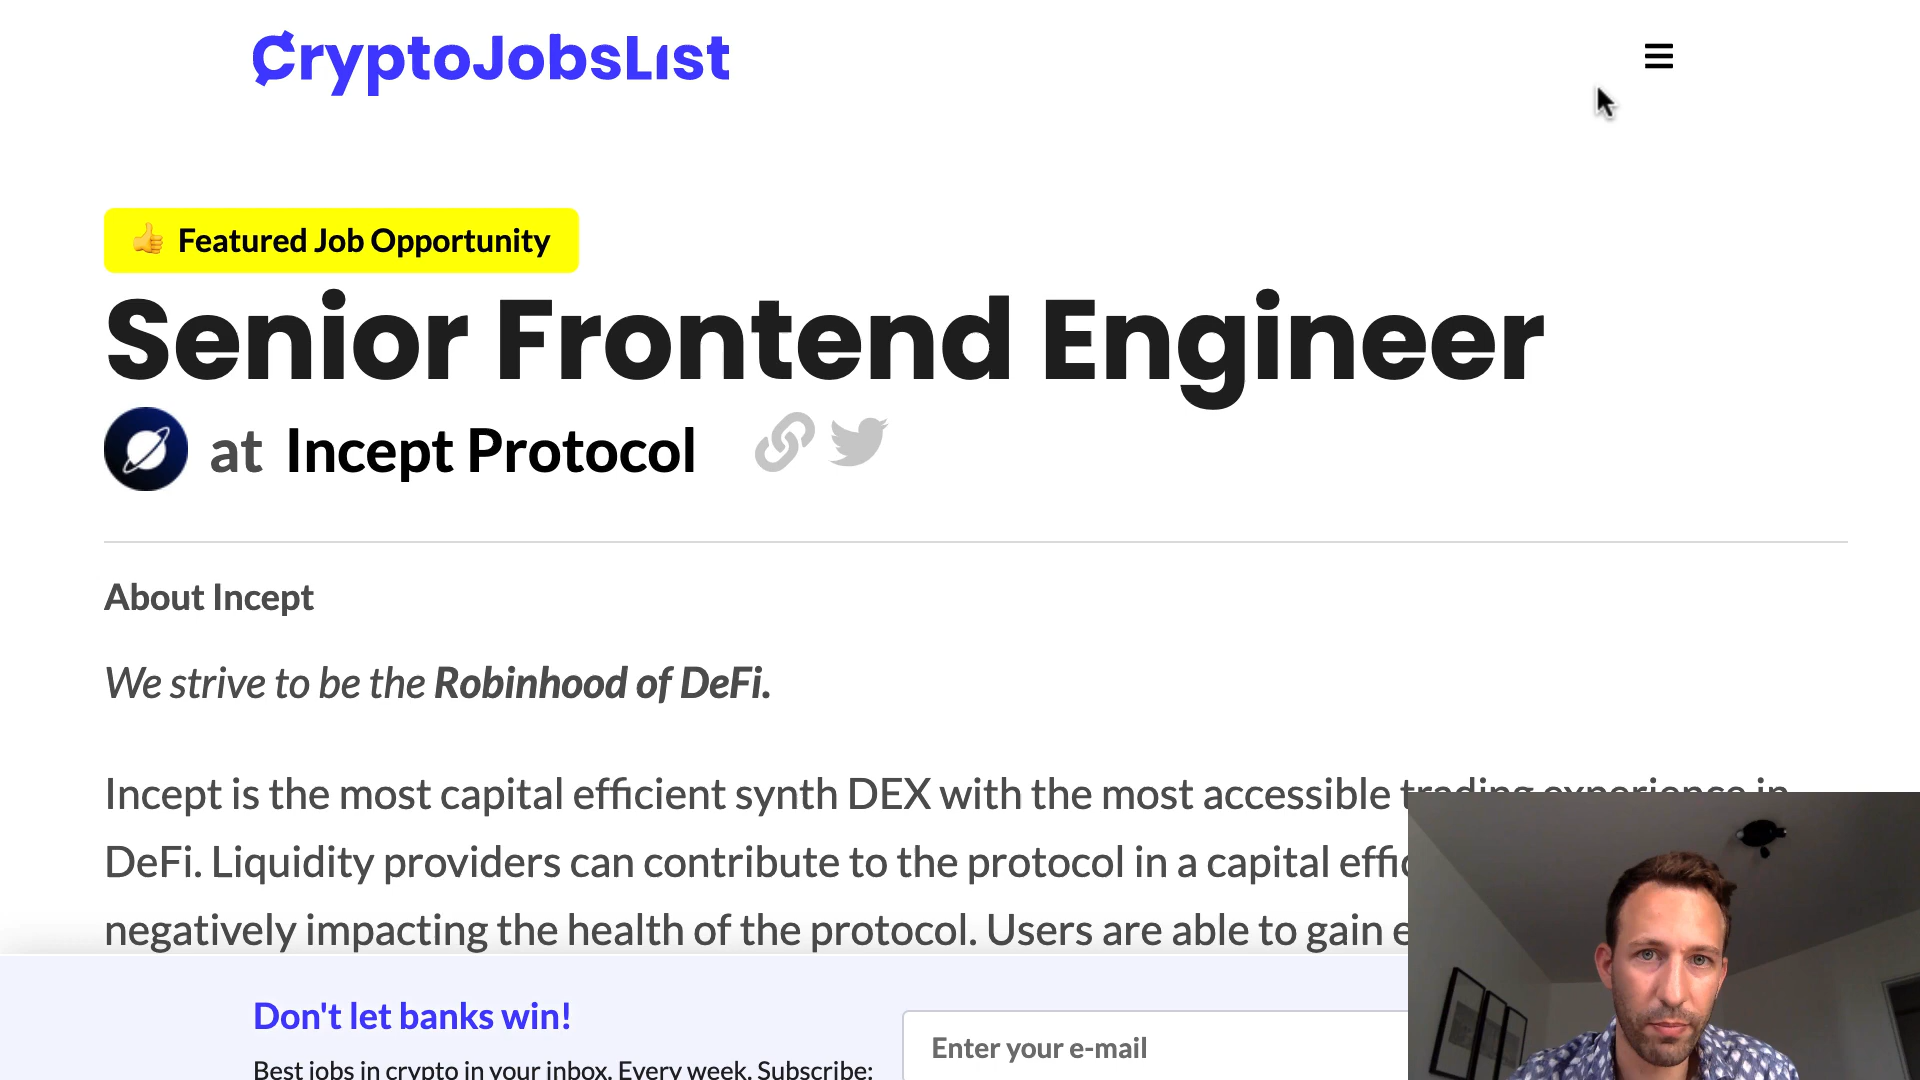 CryptoJobsList
Featured Job Opportunity
Senior Frontend Engineer
at Incept Protocol
About Incept
We strive to be the Robinhood of DeFi.
Incept is the most capital efficient synth DEX with the most accessible trading experience in
DeFi. Liquidity providers can contribute to the protocol in a capital
negatively impacting the health of the protocol. Users are able to gain
Don't let banks win!
Enter your e-mail
Best jobs in crypto in your inbox. Every week. Subscribe: